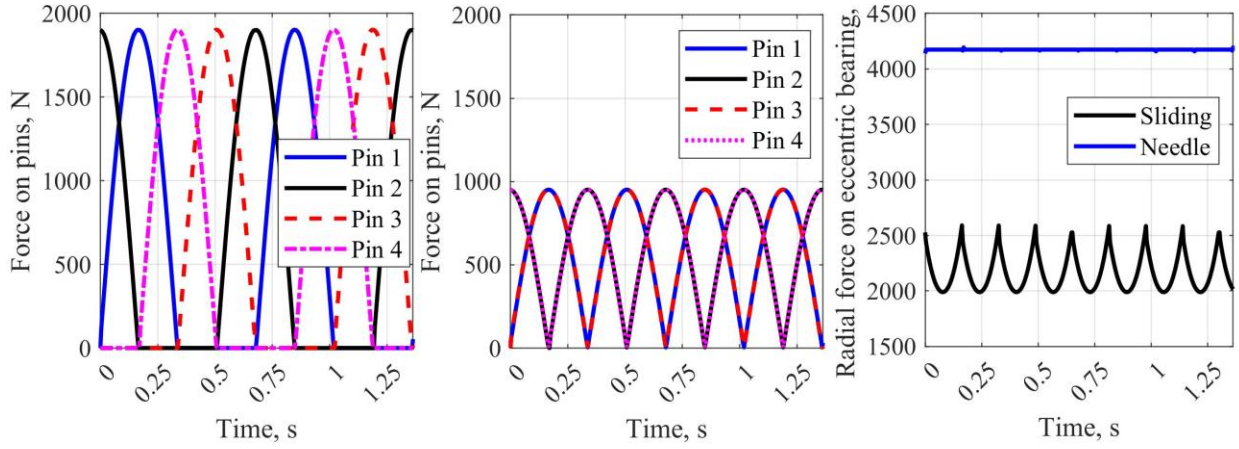 Force on pins, N
2000
1500
1000
500
0
0
0.25
0.5
0.75
1
1.25
Time, s
Pin 1
Pin 2
Pin 3
Pin 4
Force on pins, N
2000
1500
1000
500
0
0
0.25
0.5
0.75
1
1.25
Time, s
Pin 1
Pin 2
Pin 3
Pin 4
Radial force on eccentric bearing,
4500
4000
3500
3000
2500
2000
1500
0
0.25
0.5
0.75
1
1.25
Time, s
Sliding
Needle